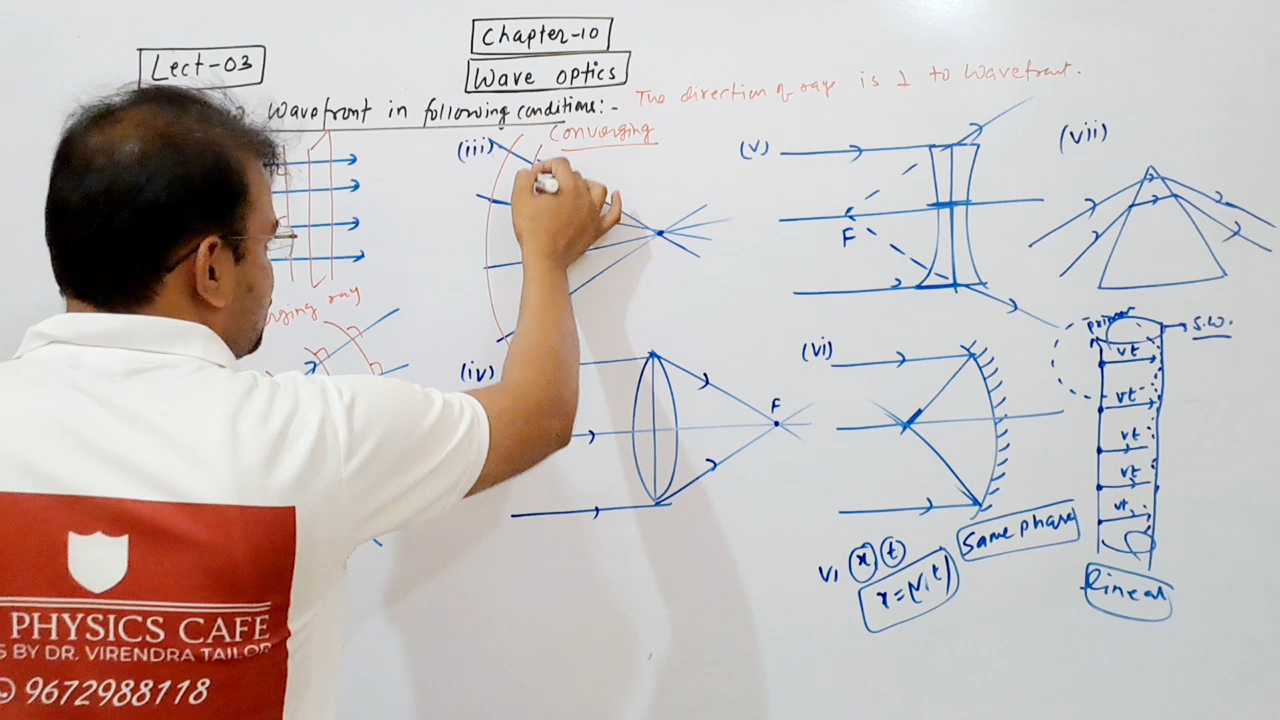 Lect-03
Chapter-10
Wave optics
Wavefront in following conditions:-
The direction of rays is ⊥ to wavefront.
(iii)
Converging
(v)
F
(vii)
ray
(iv)
F
(vi)
S.W.
vt
vt
vt
vt
vt
Same phase
v, x t
linear
PHYSICS CAFE
S BY DR. VIRENDRA TAILOR
9672988118